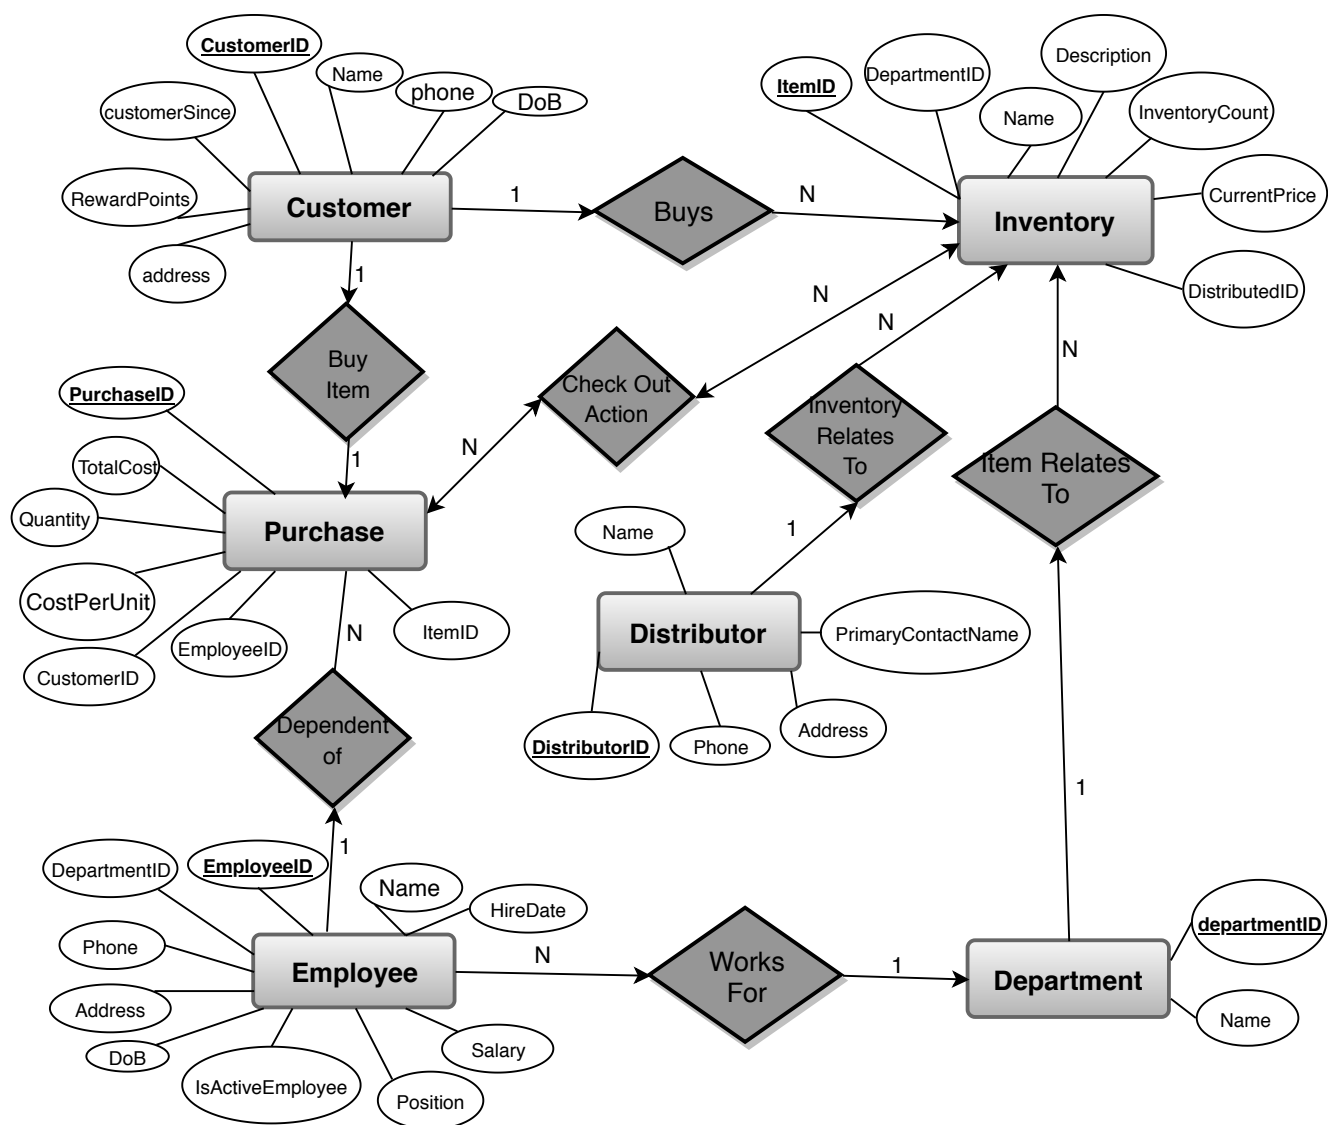 CustomerID
Name
phone
DoB
customerSince
RewardPoints
address
Customer
1
Buys
N
ItemID
DepartmentID
Description
Name
InventoryCount
CurrentPrice
Inventory
DistributedID
1
Buy
Item
1
N
Check Out
Action
N
N
Inventory
Relates
To
N
Item Relates
To
PurchaseID
TotalCost
Quantity
Purchase
CostPerUnit
CustomerID
EmployeeID
ItemID
N
Name
1
Distributor
PrimaryContactName
DistributorID
Phone
Address
Dependent
of
1
1
DepartmentID
EmployeeID
Name
HireDate
Phone
Employee
Address
DoB
IsActiveEmployee
Position
Salary
N
Works
For
1
Department
departmentID
Name